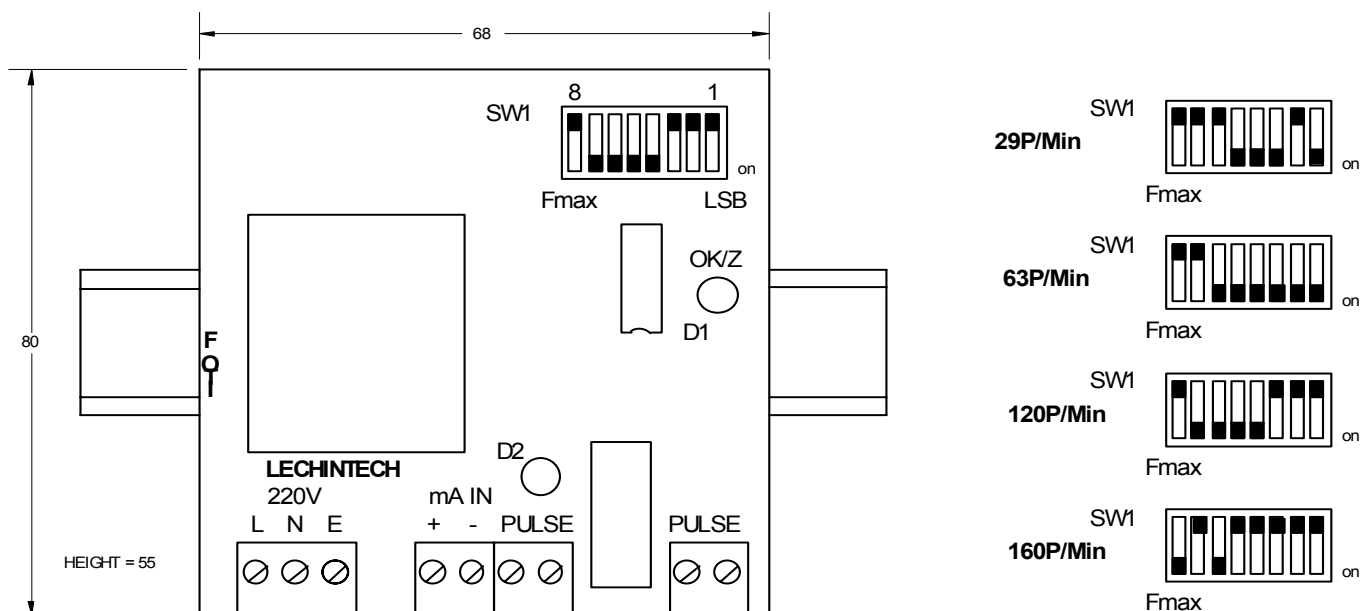 68
8 1
SW1
on
Fmax LSB
OK/Z
D1
80
F
O
T
I
D2
LECHINTECH
220V
mA IN
L N E
+ - PULSE
PULSE
HEIGHT = 55
SW1
29P/Min
on
Fmax
SW1
63P/Min
on
Fmax
SW1
120P/Min
on
Fmax
SW1
160P/Min
on
Fmax